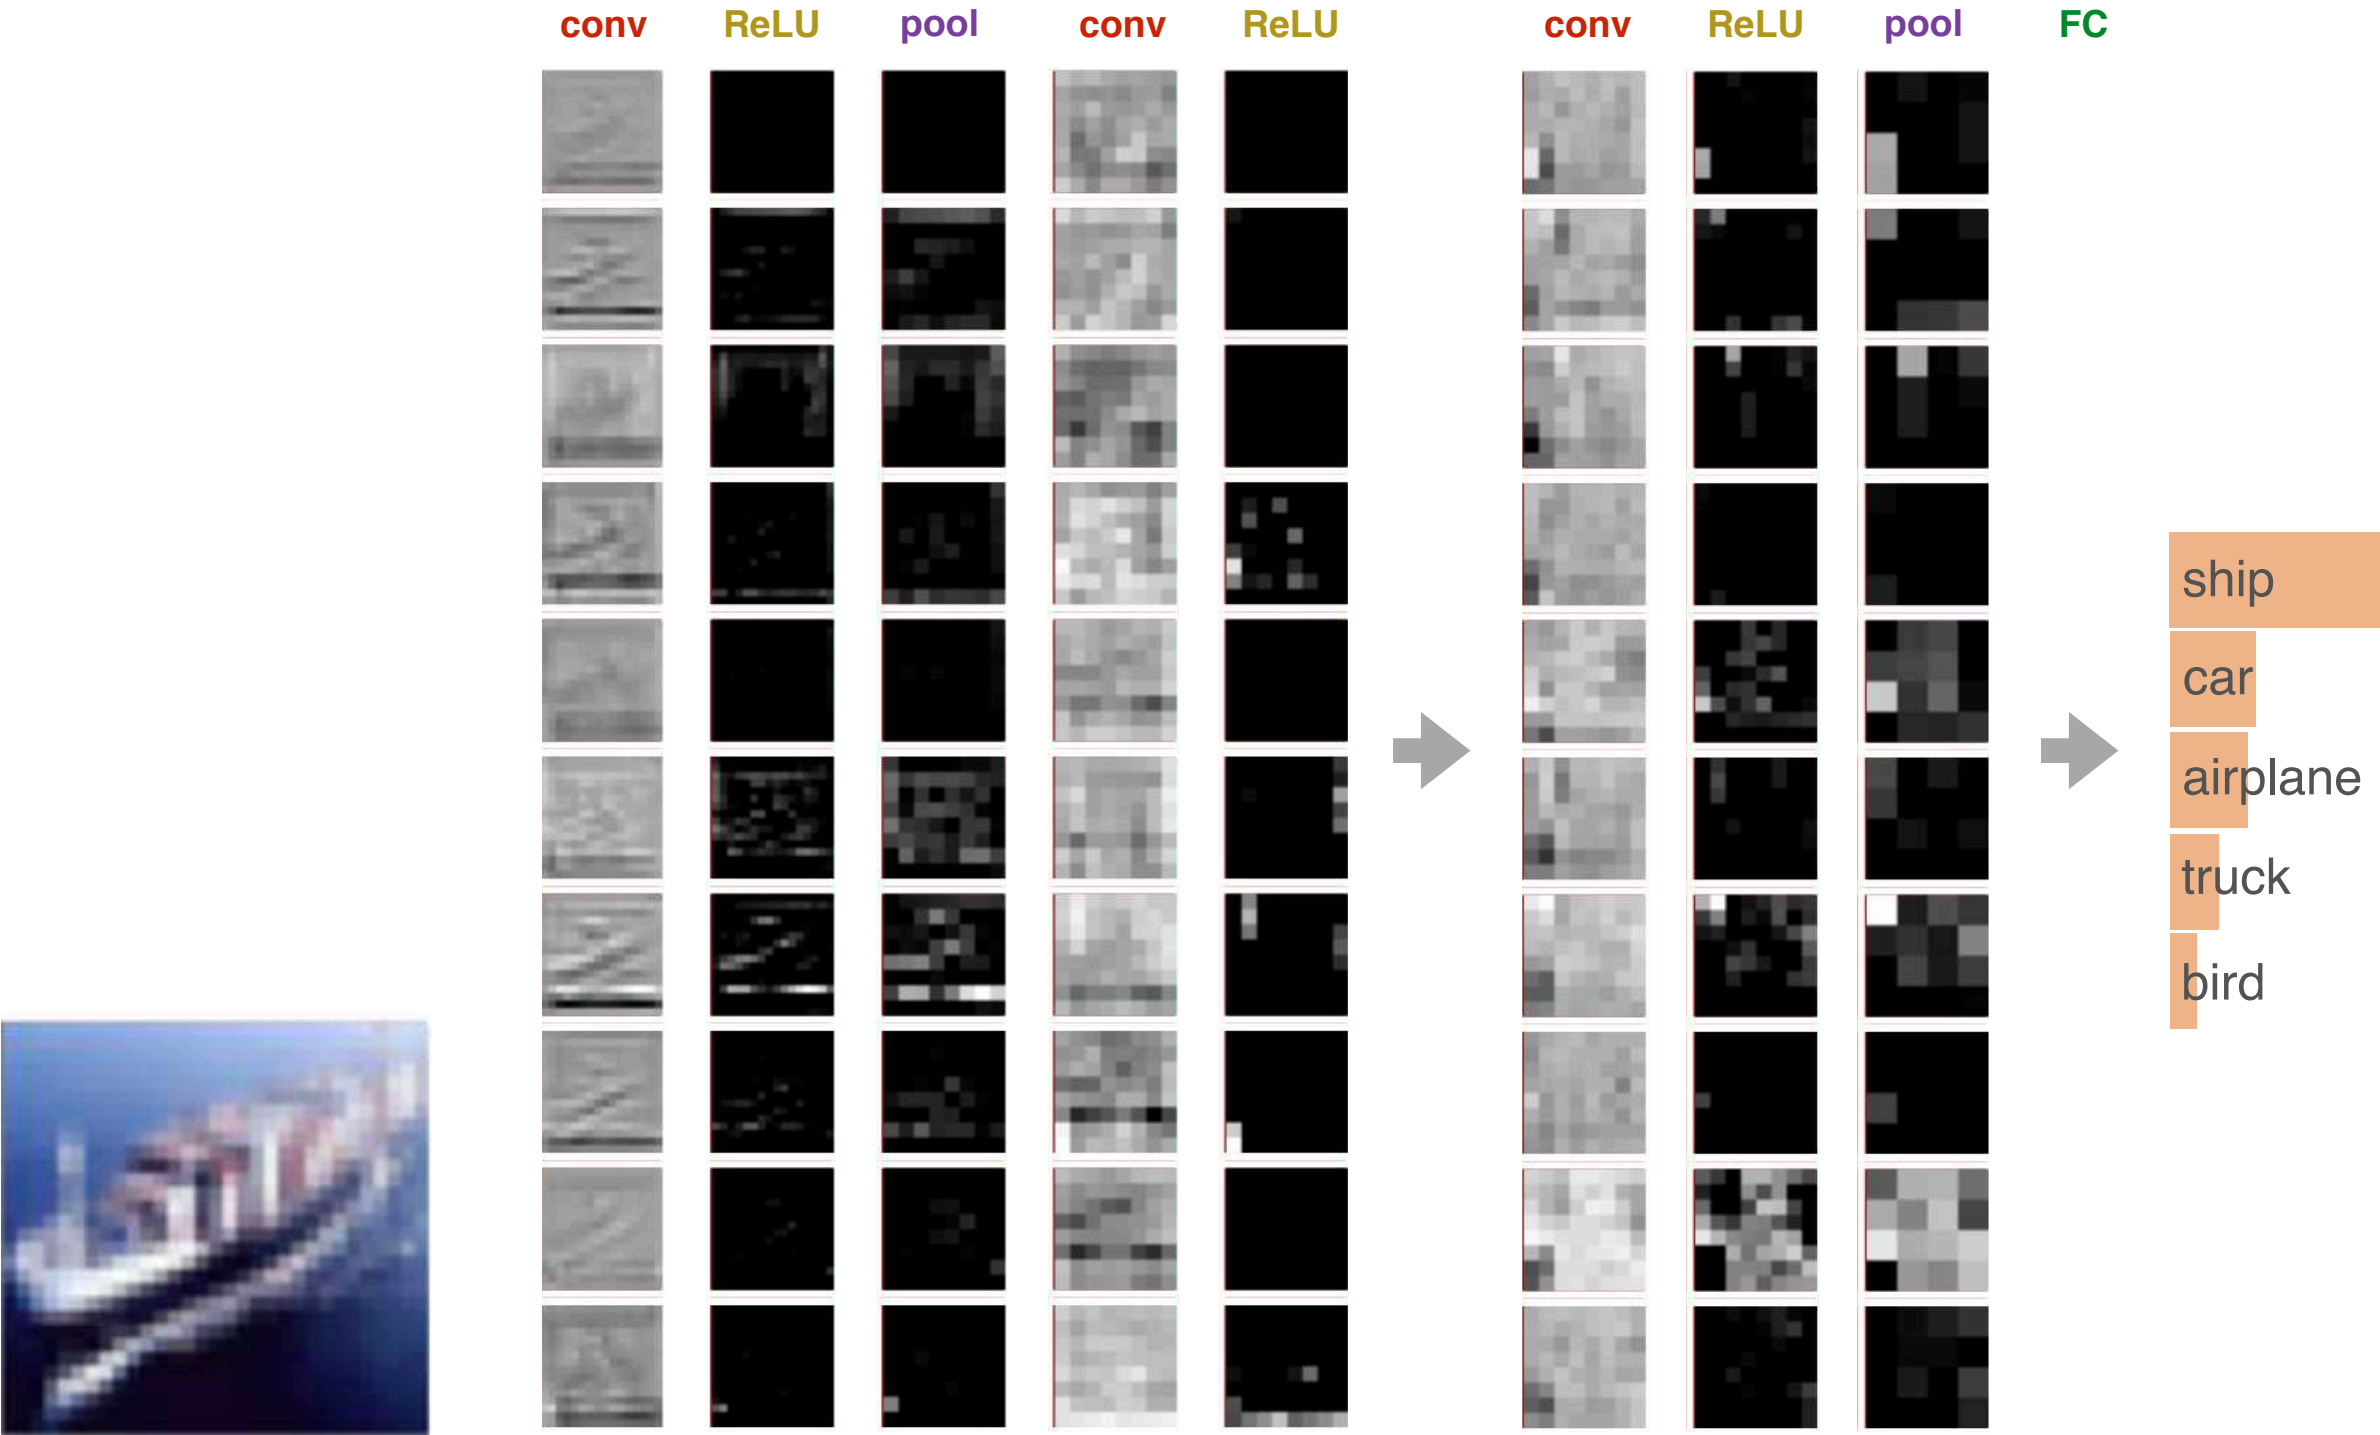 conv ReLU pool conv ReLU conv ReLU pool FC
ship
car
airplane
truck
bird